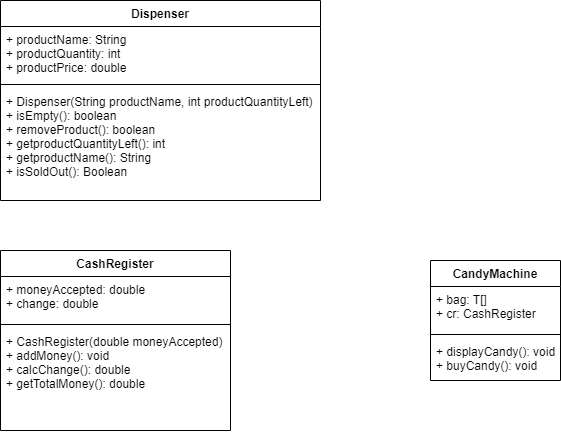 Dispenser
+ productName: String
+ productQuantity: int
+ productPrice: double
+ Dispenser(String productName, int productQuantityLeft)
+ isEmpty(): boolean
+ removeProduct(): boolean
+ getproductQuantityLeft(): int
+ getproductName(): String
+ isSoldOut(): Boolean
CashRegister
+ moneyAccepted: double
+ change: double
+ CashRegister(double moneyAccepted)
+ addMoney(): void
+ calcChange(): double
+ getTotalMoney(): double
CandyMachine
+ bag: T[]
+ cr: CashRegister
+ displayCandy(): void
+ buyCandy(): void